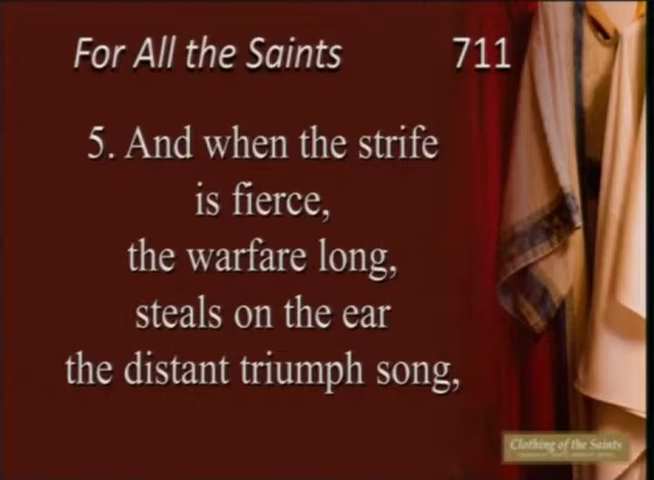 For All the Saints 711
5. And when the strife
is fierce,
the warfare long,
steals on the ear
the distant triumph song,
Clothing of the Saints